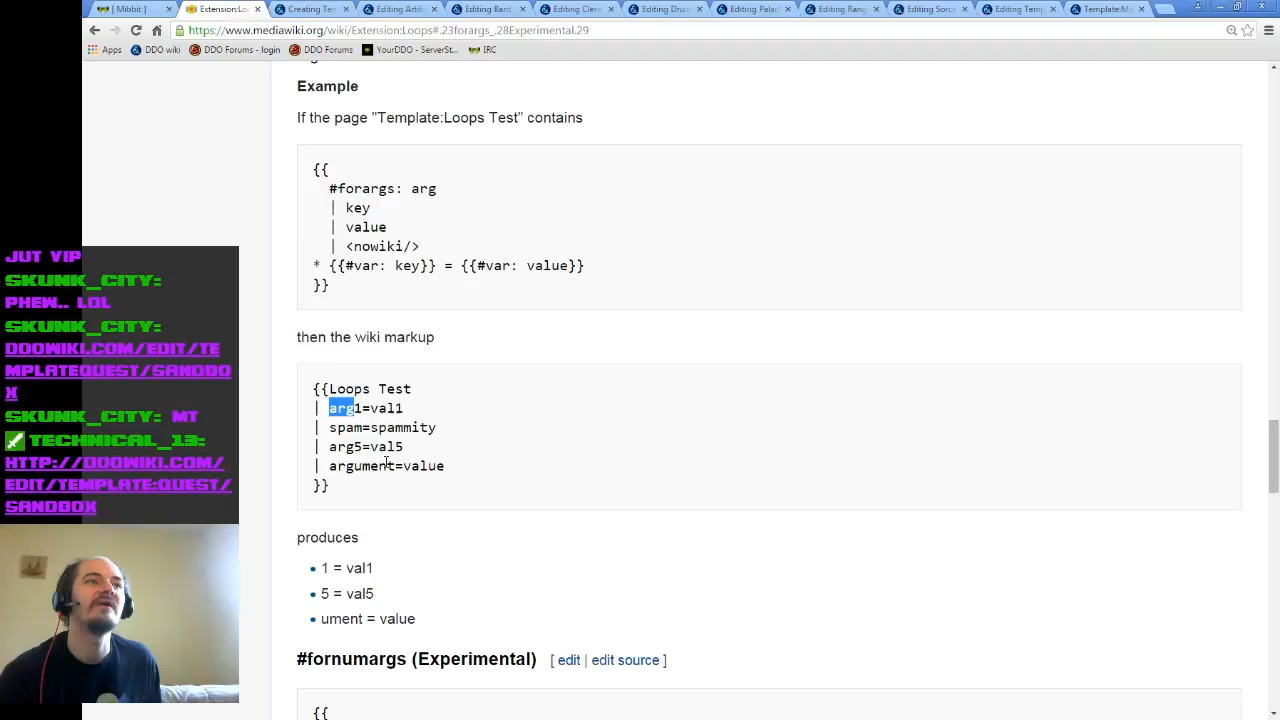 [ Mibbit ]
Extension:Lo
Creating Ten
Editing Artifi
Editing Bard
Editing Cleric
Editing Druid
Editing Palad
Editing Rang
Editing Sorce
Editing Temp
Template:M
https://www.mediawiki.org/wiki/Extension:Loops#.23forargs_.28Experimental.29
Apps
DDO wiki
DDO Forums - login
DDO Forums
YourDDO - ServerSt...
IRC
Example
If the page "Template:Loops Test" contains
{{
#forargs: arg
| key
| value
| <nowiki/>
* {{#var: key}} = {{#var: value}}
}}
then the wiki markup
{{Loops Test
| arg1=val1
| spam=spammity
| arg5=val5
| argument=value
}}
produces
• 1 = val1
• 5 = val5
• ument = value
#fornumargs (Experimental) [ edit | edit source ]
{{
JUT VIP
SKUNK_CITY:
PHEW.. LOL
SKUNK_CITY:
DDOWIKI.COM/EDIT/TE
MPLATEQUEST/SANDBO
X
SKUNK_CITY: MT
TECHNICAL_13:
HTTP://DDOWIKI.COM/
EDIT/TEMPLATE:QUEST/
SANDBOX